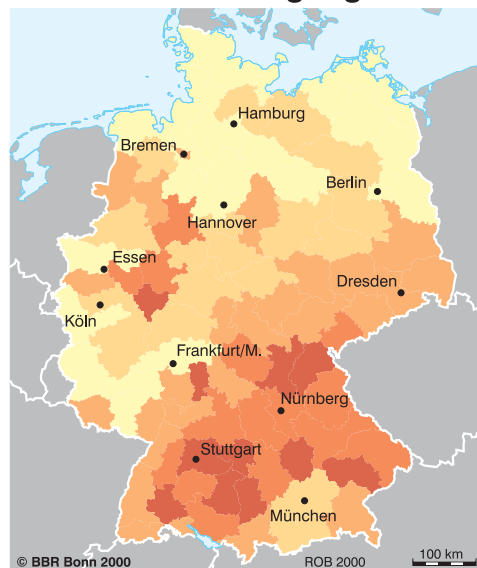 Hamburg
Bremen
Berlin
Hannover
Essen
Dresden
Köln
Frankfurt/M.
Nürnberg
Stuttgart
München
© BBR Bonn 2000
ROB 2000
100 km